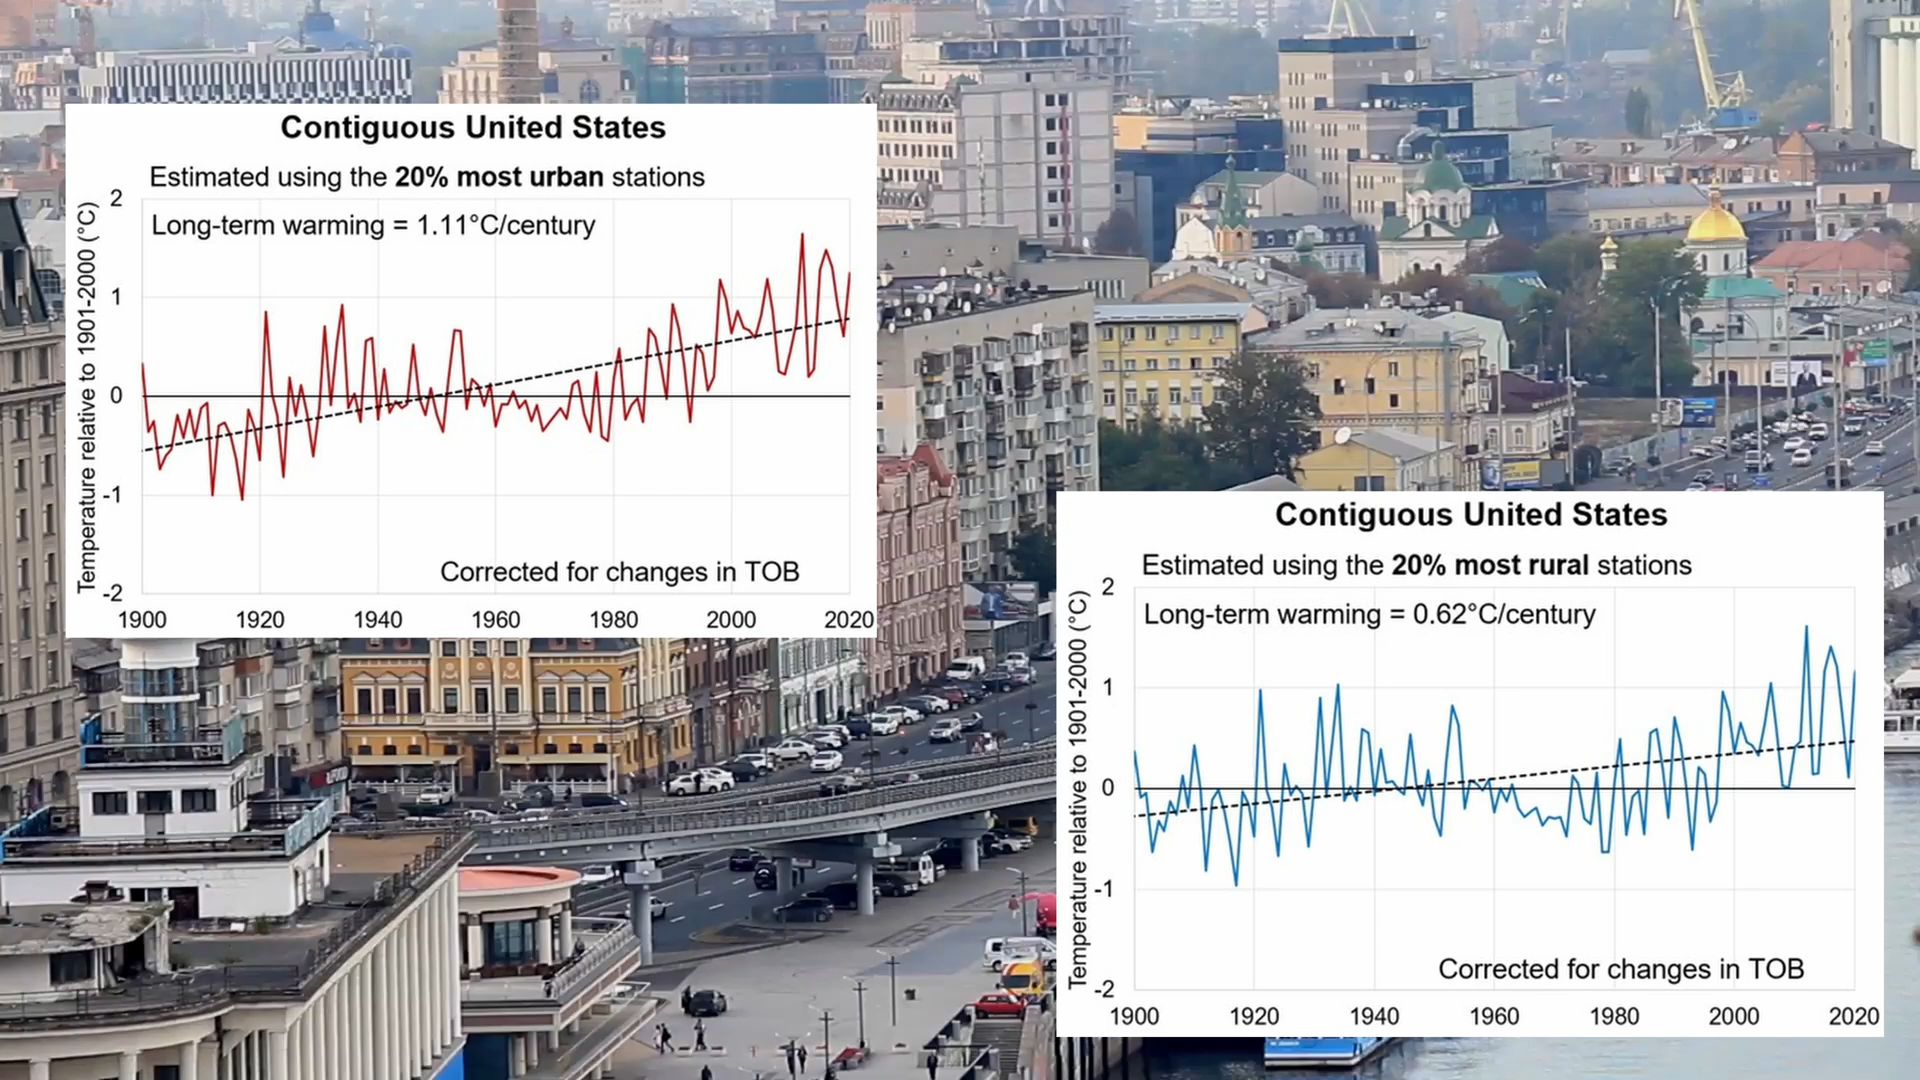 Contiguous United States
Estimated using the 20% most urban stations
Long-term warming = 1.11°C/century
Temperature relative to 1901-2000 (°C)
2
1
0
-1
-2
Corrected for changes in TOB
1900 1920 1940 1960 1980 2000 2020
Contiguous United States
Estimated using the 20% most rural stations
Long-term warming = 0.62°C/century
Temperature relative to 1901-2000 (°C)
2
1
0
-1
-2
Corrected for changes in TOB
1900 1920 1940 1960 1980 2000 2020